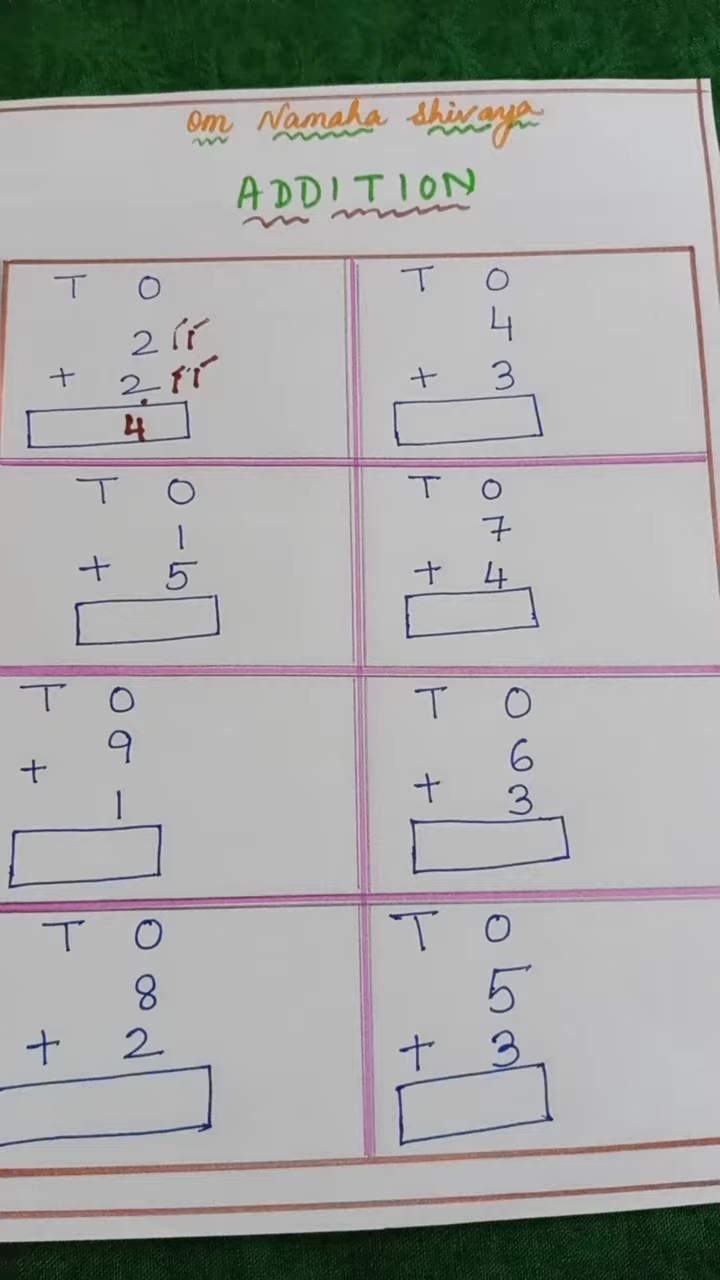 Om Namaha Shivaya
ADDITION
T O
2
+ 2
4
T O
4
+ 3
T O
1
+ 5
T O
7
+ 4
T O
9
+
1
T O
6
+ 3
T O
8
+ 2
T O
5
+ 3